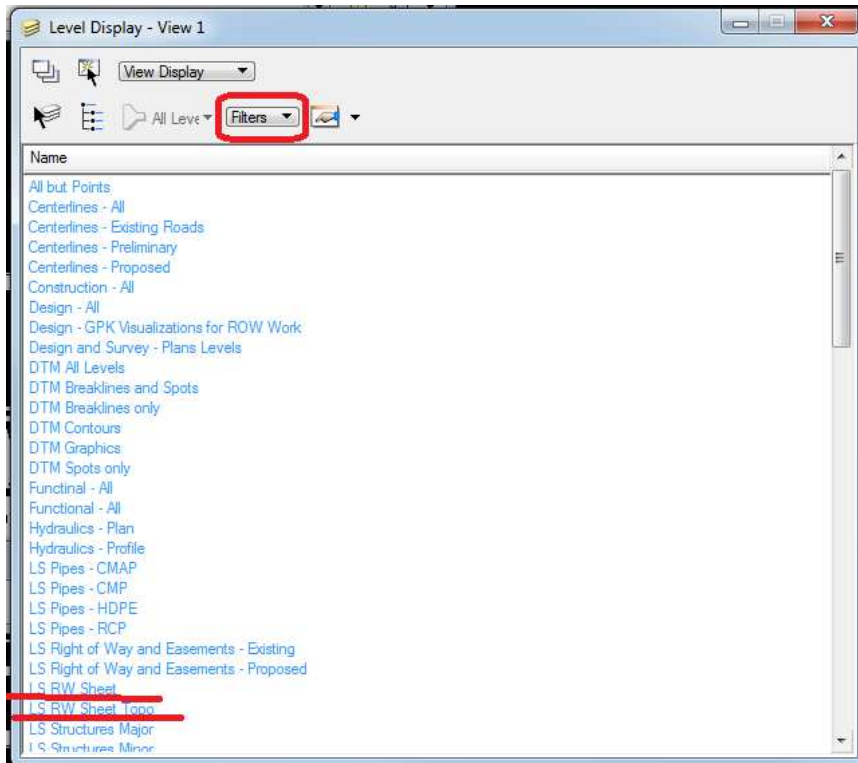 Level Display - View 1
View Display
All Leve
Filters
Name
All but Points
Centerlines - All
Centerlines - Existing Roads
Centerlines - Preliminary
Centerlines - Proposed
Construction - All
Design - All
Design - GPK Visualizations for ROW Work
Design and Survey - Plans Levels
DTM All Levels
DTM Breaklines and Spots
DTM Breaklines only
DTM Contours
DTM Graphics
DTM Spots only
Functinal - All
Functional - All
Hydraulics - Plan
Hydraulics - Profile
LS Pipes - CMAP
LS Pipes - CMP
LS Pipes - HDPE
LS Pipes - RCP
LS Right of Way and Easements - Existing
LS Right of Way and Easements - Proposed
LS RW Sheet
LS RW Sheet Topo
LS Structures Major
LS Structures Minor